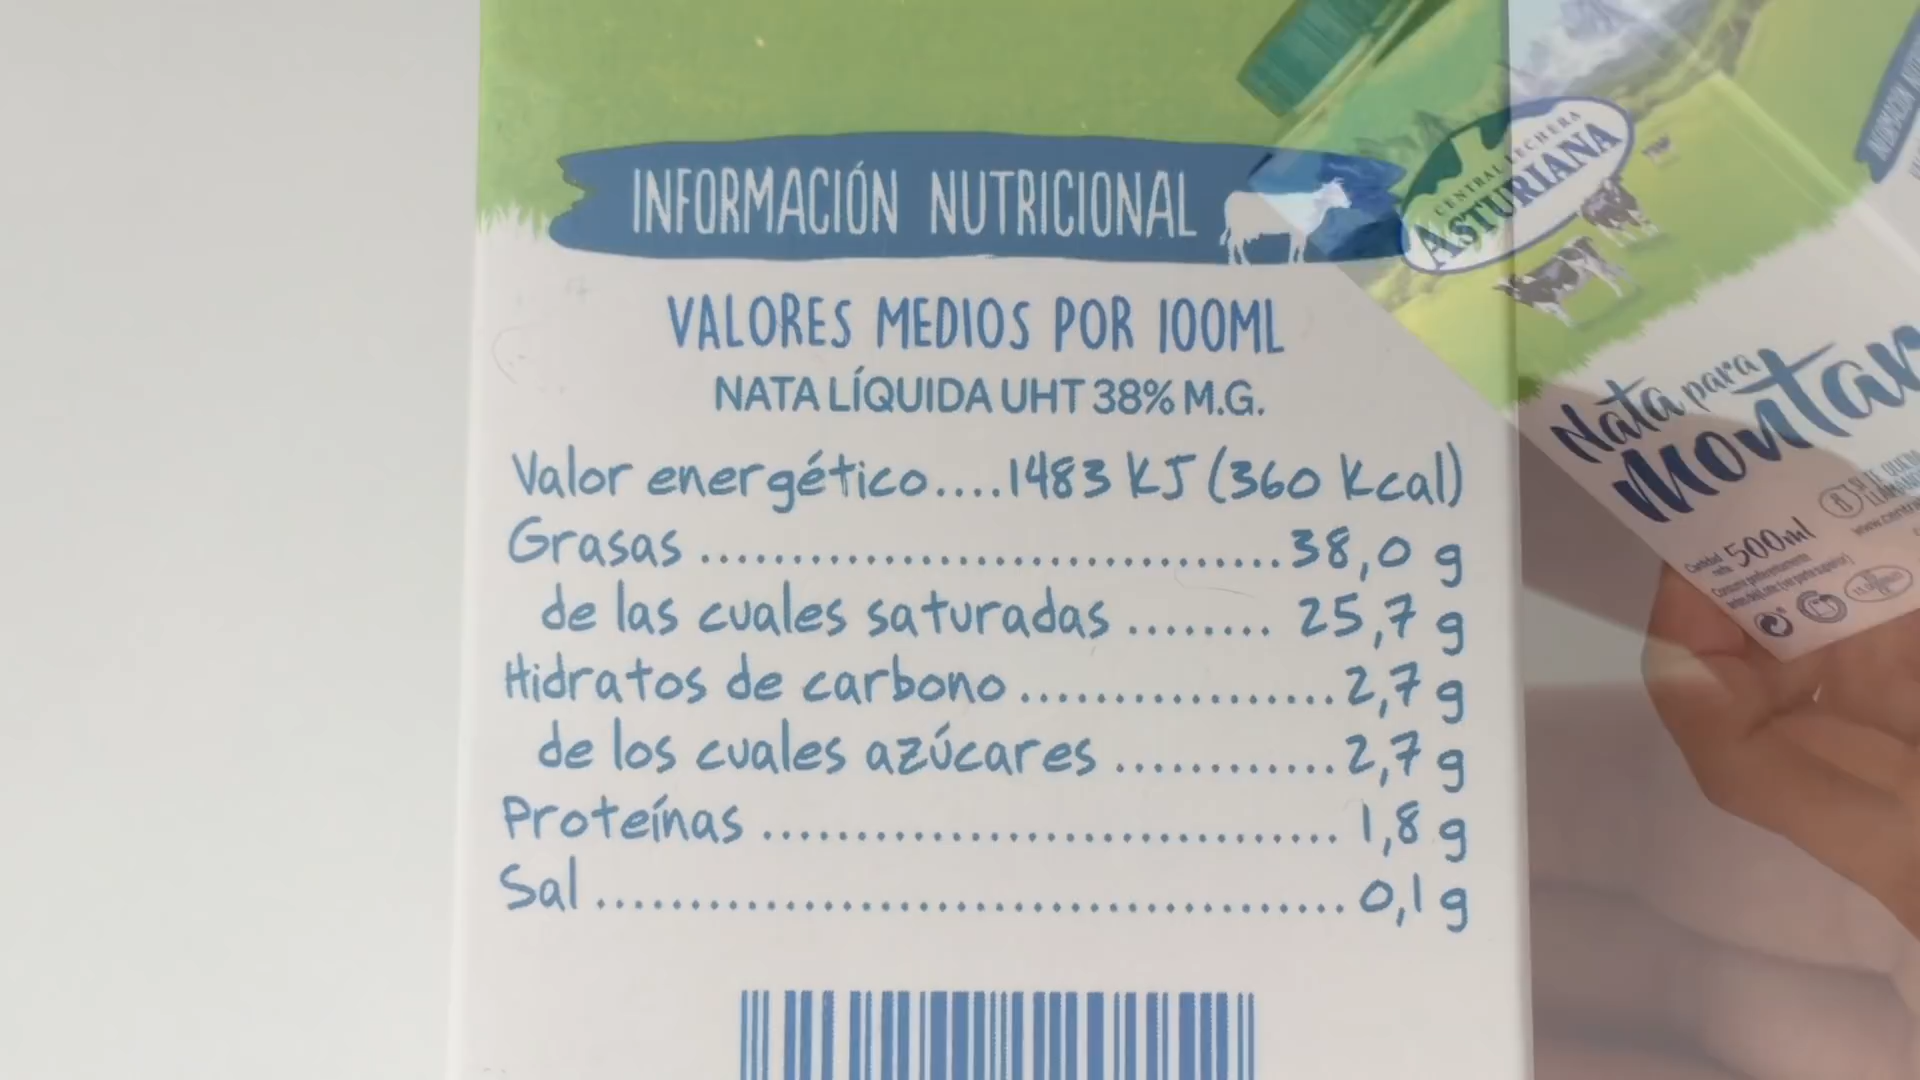 INFORMACIÓN NUTRICIONAL
VALORES MEDIOS POR 100ML
NATA LÍQUIDA UHT 38% M.G.
Valor energético....1483 KJ (360 Kcal)
Grasas ............................... 38,0 g
de las cuales saturadas ........ 25,7 g
Hidratos de carbono ................. 2,7 g
de los cuales azúcares ............ 2,7 g
Proteínas ............................... 1,8 g
Sal ........................................ 0,1 g
CENTRAL LECHERA
ASTURIANA
Nata para
Montar
500ml